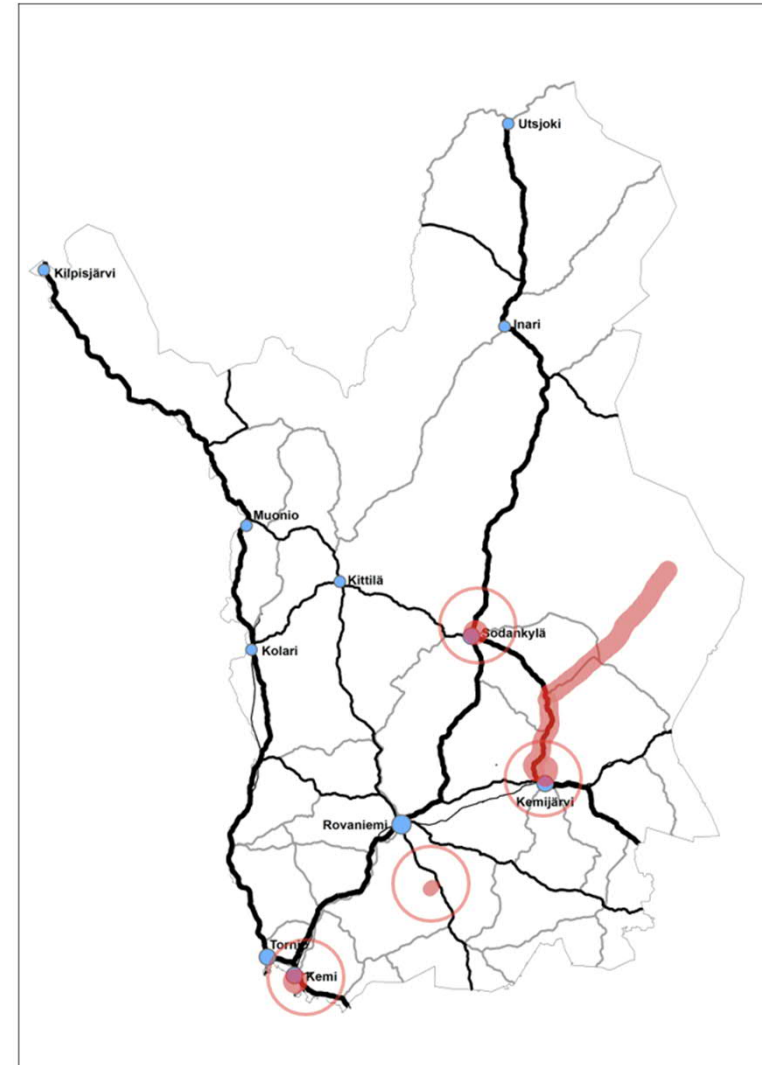 Utsjoki
Kilpisjärvi
Inari
Muonio
Kittilä
Sodankylä
Kolari
Kemijärvi
Rovaniemi
Tornio
Kemi